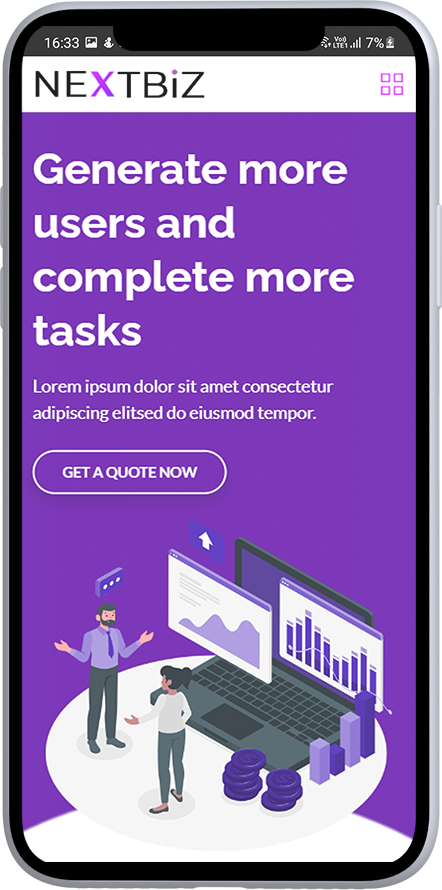 16:33 7%
Vo)) LTE1
NEXTBiZ
Generate more
users and
complete more
tasks
Lorem ipsum dolor sit amet consectetur
adipiscing elitsed do eiusmod tempor.
GET A QUOTE NOW